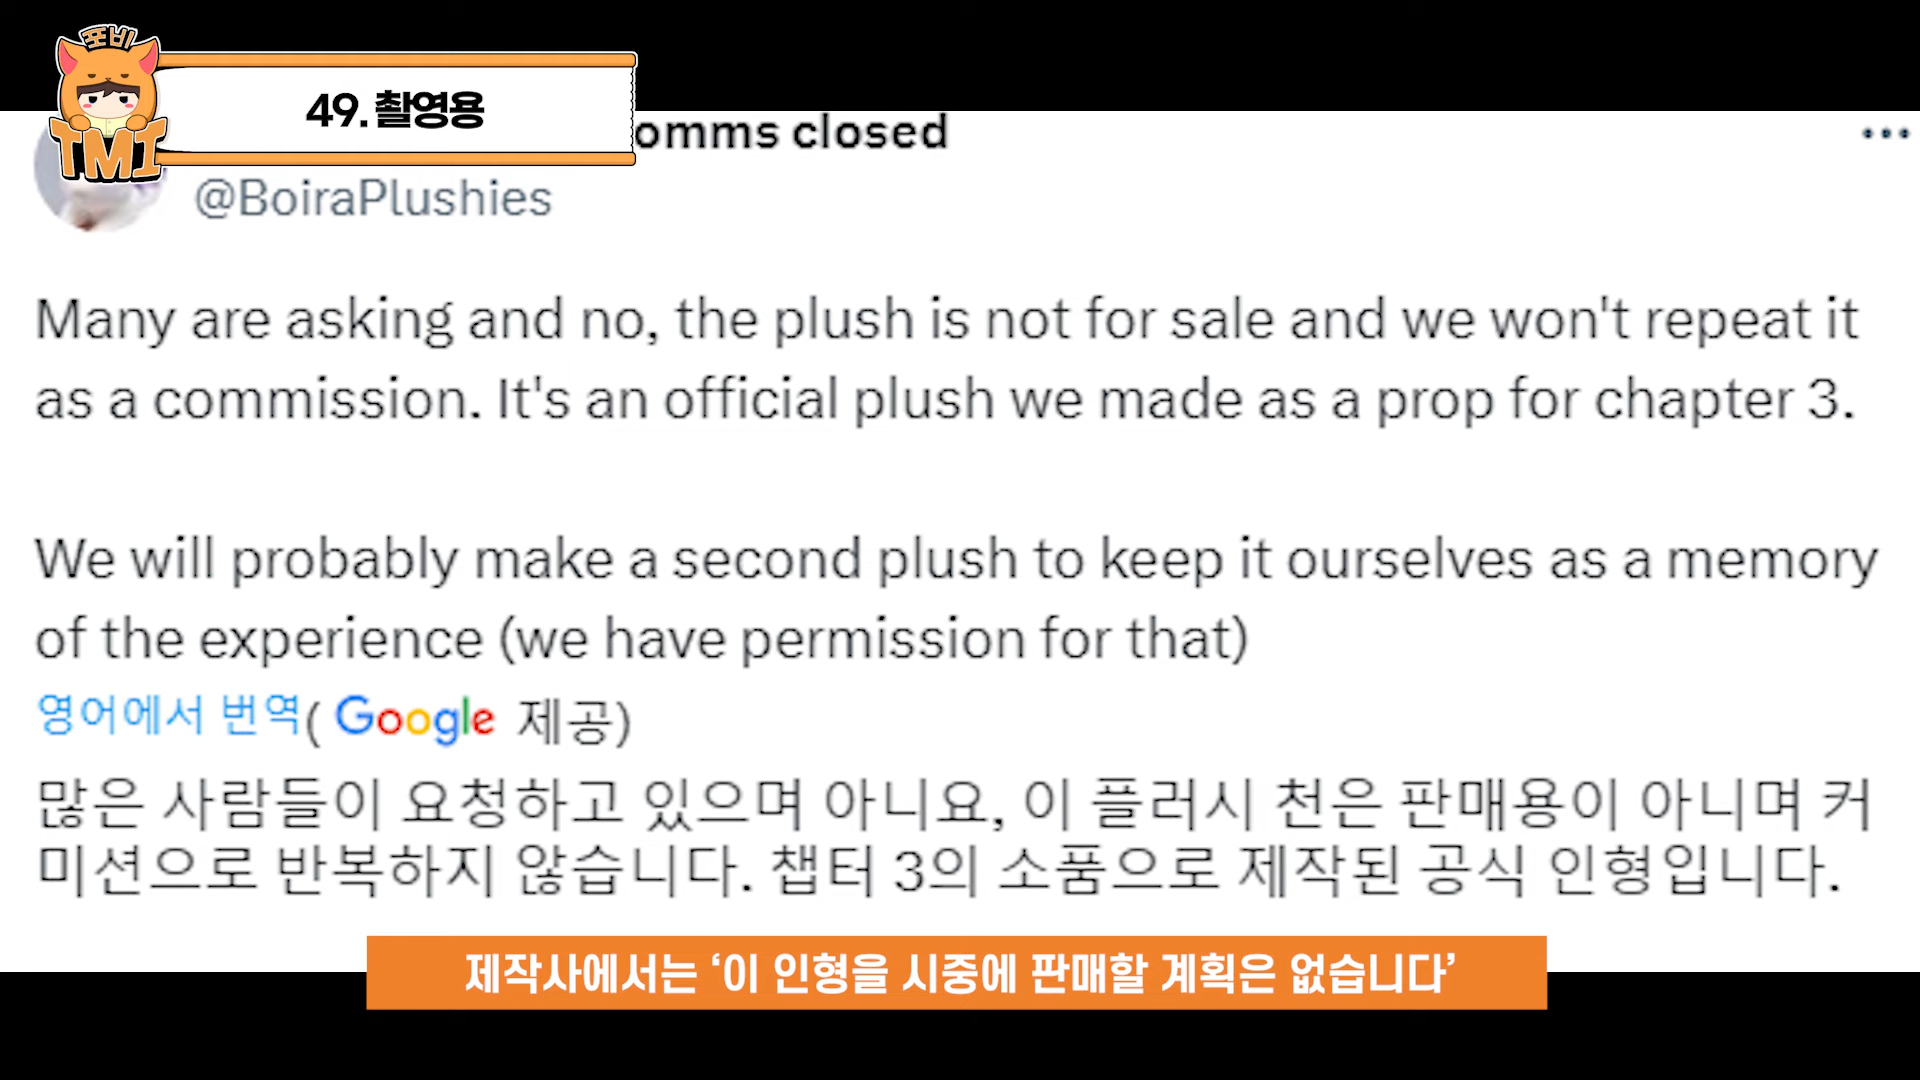 포비
TMI
49.촬영용
omms closed
@BoiraPlushies
Many are asking and no, the plush is not for sale and we won't repeat it
as a commission. It's an official plush we made as a prop for chapter 3.
We will probably make a second plush to keep it ourselves as a memory
of the experience (we have permission for that)
영어에서 번역( Google 제공)
많은 사람들이 요청하고 있으며 아니요, 이 플러시 천은 판매용이 아니며 커
미션으로 반복하지 않습니다. 챕터 3의 소품으로 제작된 공식 인형입니다.
제작사에서는 ‘이 인형을 시중에 판매할 계획은 없습니다’